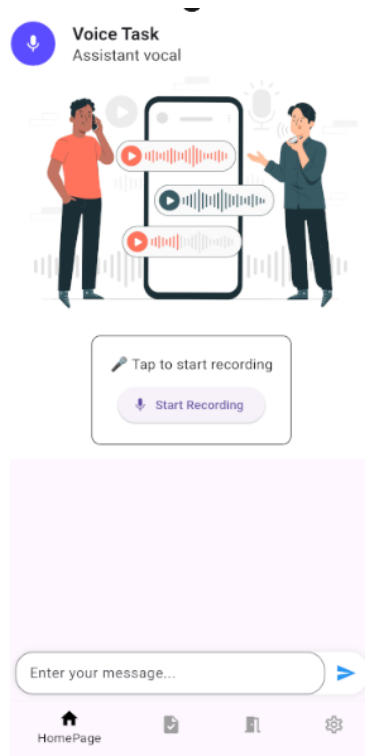 Voice Task
Assistant vocal
🎤 Tap to start recording
Start Recording
Enter your message...
HomePage